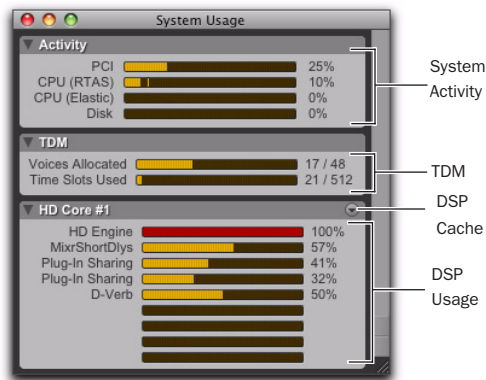 System Usage
Activity
PCI 25%
CPU (RTAS) 10%
CPU (Elastic) 0%
Disk 0%
System
Activity
TDM
Voices Allocated 17 / 48
Time Slots Used 21 / 512
TDM
HD Core #1
DSP
Cache
HD Engine 100%
MixrShortDlys 57%
Plug-In Sharing 41%
Plug-In Sharing 32%
D-Verb 50%
DSP
Usage